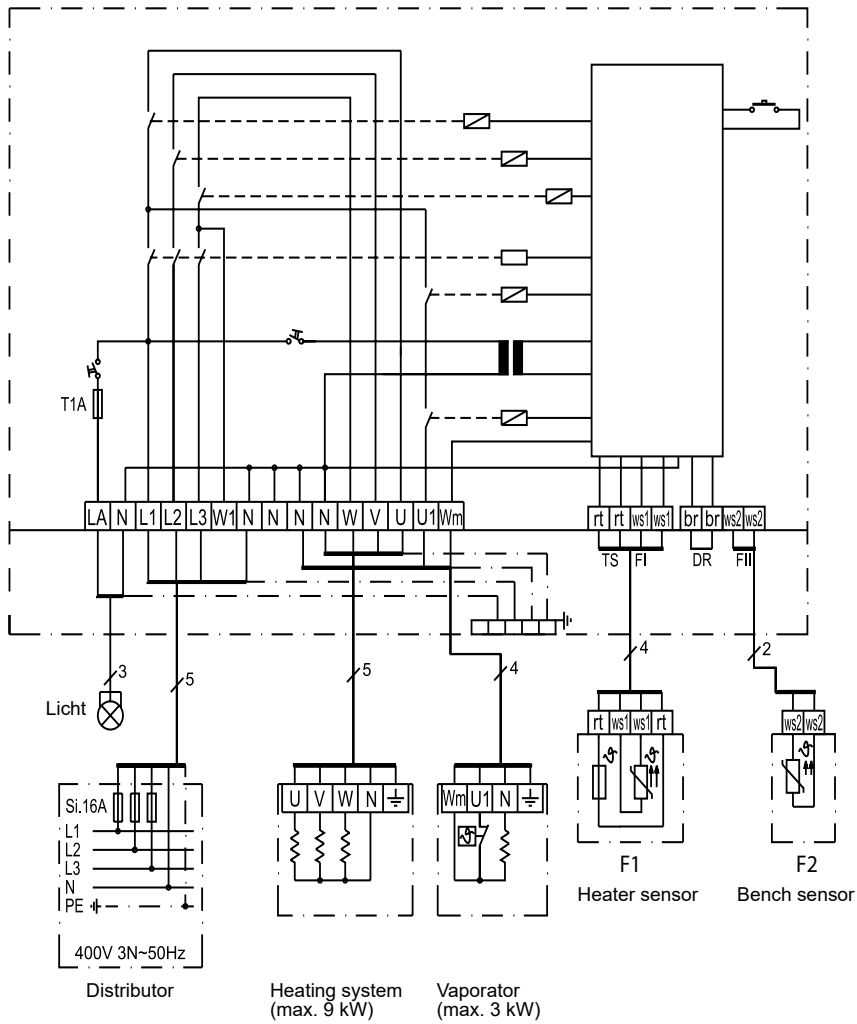 T1A
LA N L1 L2 L3 W1 N N N N W V U U1 Wm
rt rt ws1 ws1 br br ws2 ws2
TS FI DR FII
3
5
5
4
4
2
Licht
rt ws1 ws1 rt
ws2 ws2
Si.16A
U V W N
Wm U1 N
L1
L2
L3
N
PE
400V 3N~50Hz
F1
F2
Heater sensor
Bench sensor
Distributor
Heating system
(max. 9 kW)
Vaporator
(max. 3 kW)